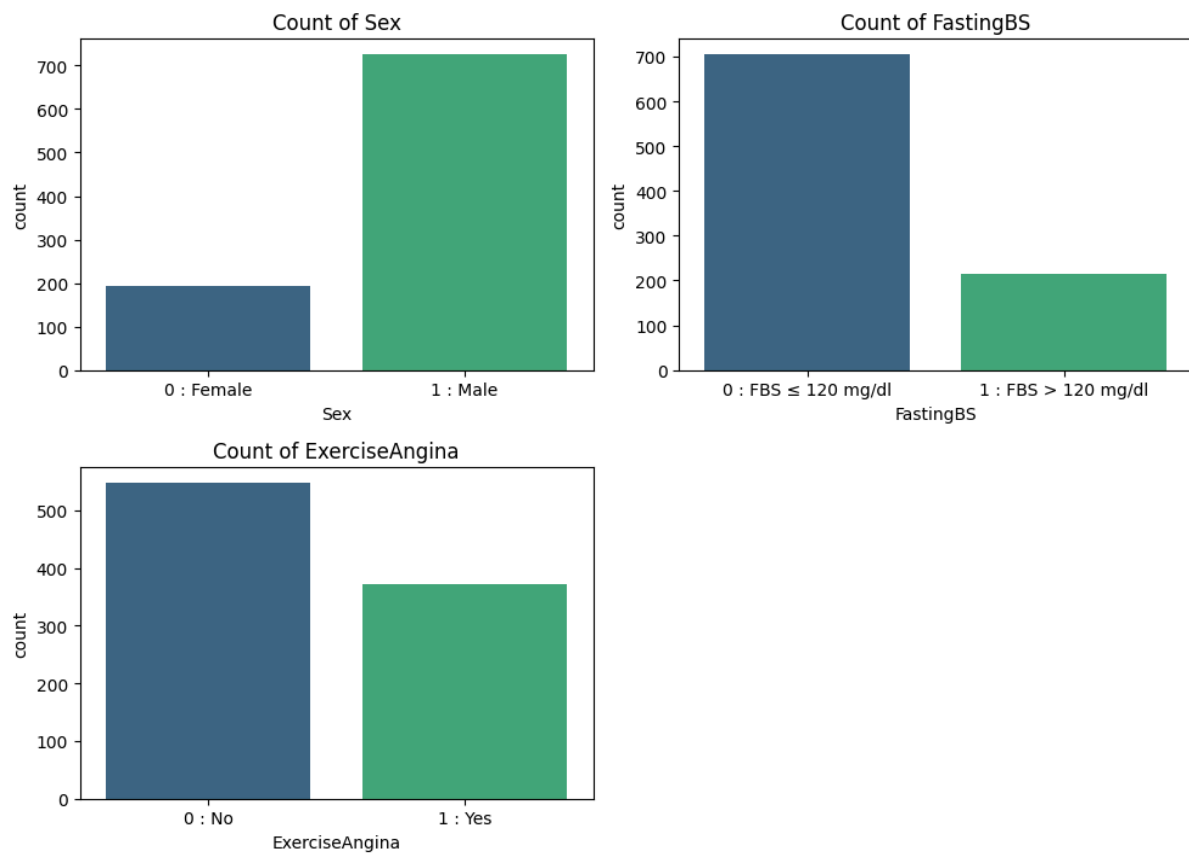 Count of Sex
700
600
500
400
300
200
100
0
count
0 : Female
1 : Male
Sex
Count of FastingBS
700
600
500
400
300
200
100
0
count
0 : FBS ≤ 120 mg/dl
1 : FBS > 120 mg/dl
FastingBS
Count of ExerciseAngina
500
400
300
200
100
0
count
0 : No
1 : Yes
ExerciseAngina